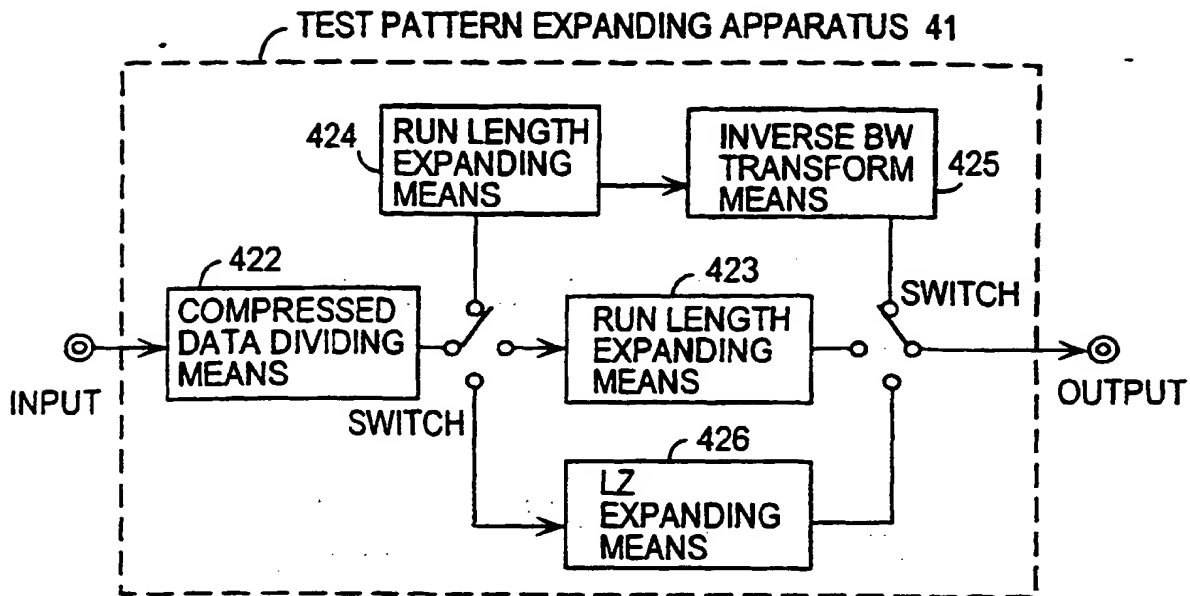 TEST PATTERN EXPANDING APPARATUS 41
424
RUN LENGTH
EXPANDING
MEANS
INVERSE BW
TRANSFORM
MEANS
425
422
COMPRESSED
DATA DIVIDING
MEANS
423
RUN LENGTH
EXPANDING
MEANS
SWITCH
INPUT
SWITCH
OUTPUT
426
LZ
EXPANDING
MEANS